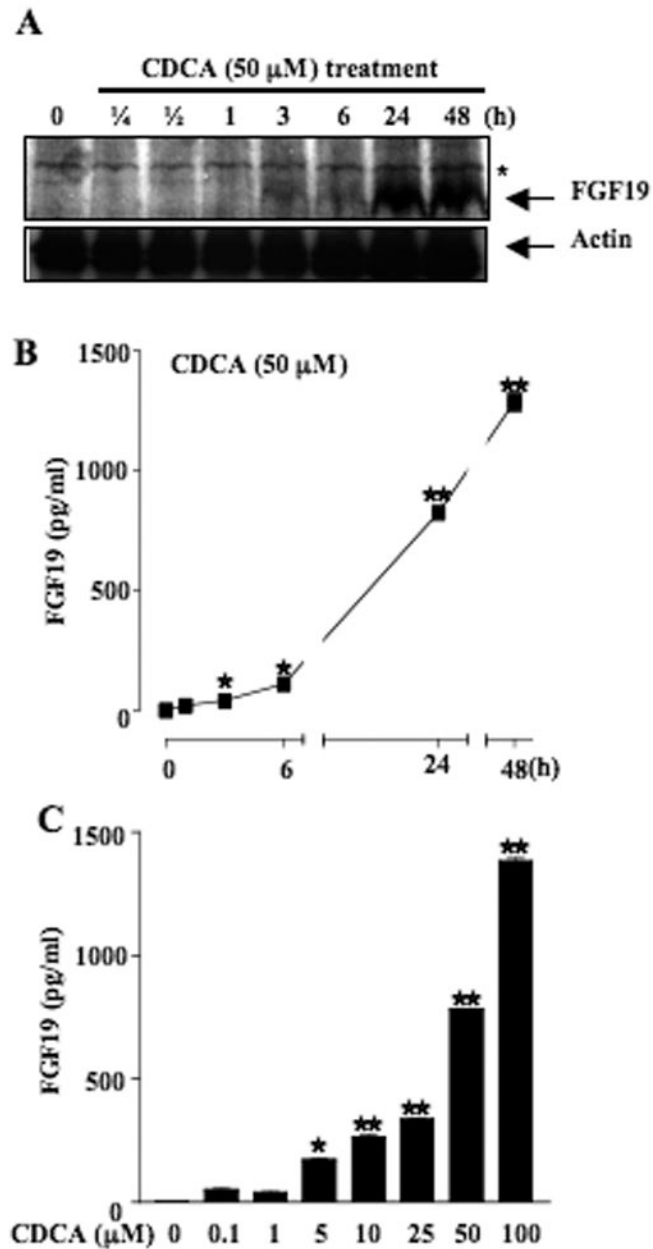 A
CDCA (50 μM) treatment
0 ¼ ½ 1 3 6 24 48 (h)
*
FGF19
Actin
B
CDCA (50 μM)
FGF19 (pg/ml)
1500
1000
500
0
★
★
★★
★★
0 6 24 48(h)
C
FGF19 (pg/ml)
1500
1000
500
0
★
★★
★★
★★
★★
CDCA (μM) 0 0.1 1 5 10 25 50 100